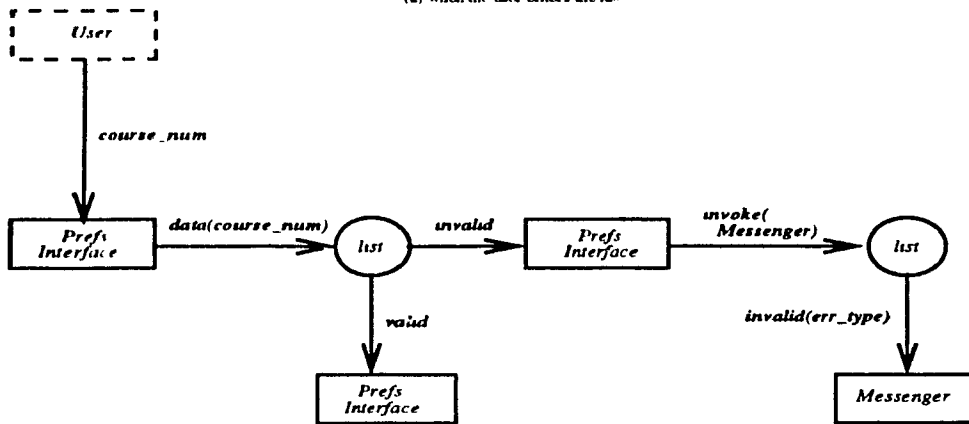 User
course_num
Prefs
Interface
data(course_num)
list
invalid
Prefs
Interface
invoke(
Messenger)
list
valid
invalid(err_type)
Prefs
Interface
Messenger